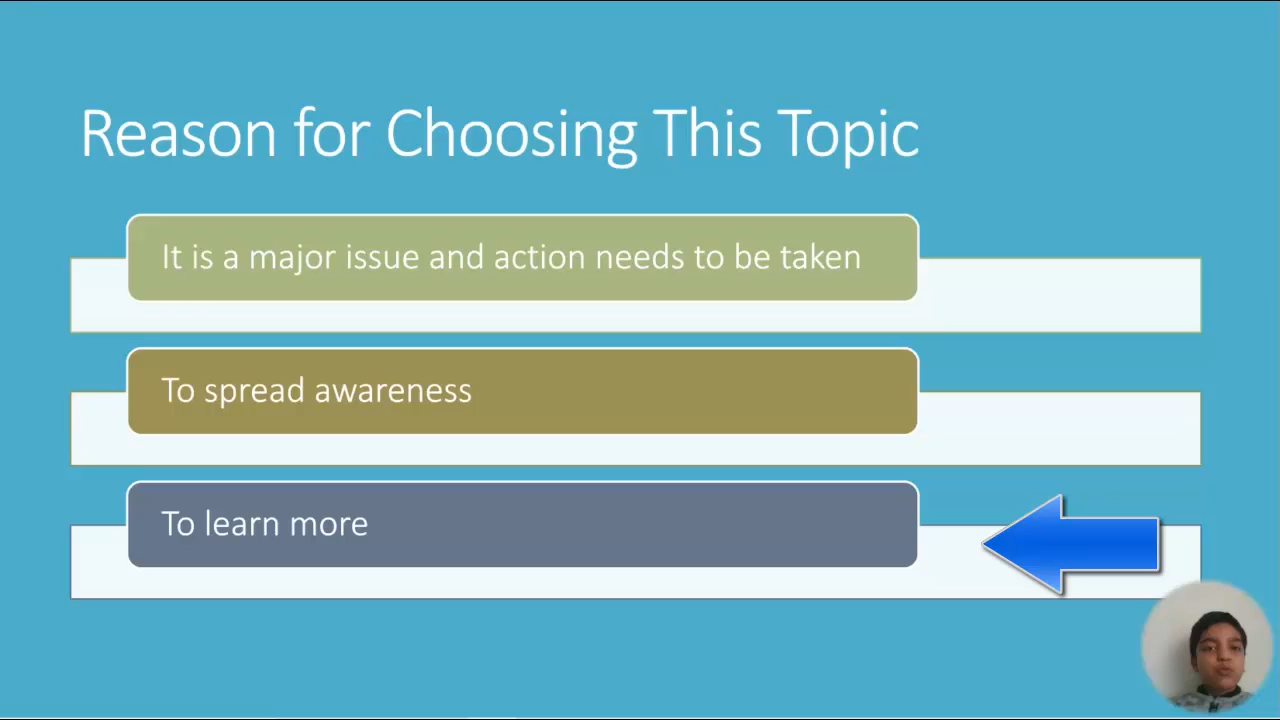 Reason for Choosing This Topic
It is a major issue and action needs to be taken
To spread awareness
To learn more